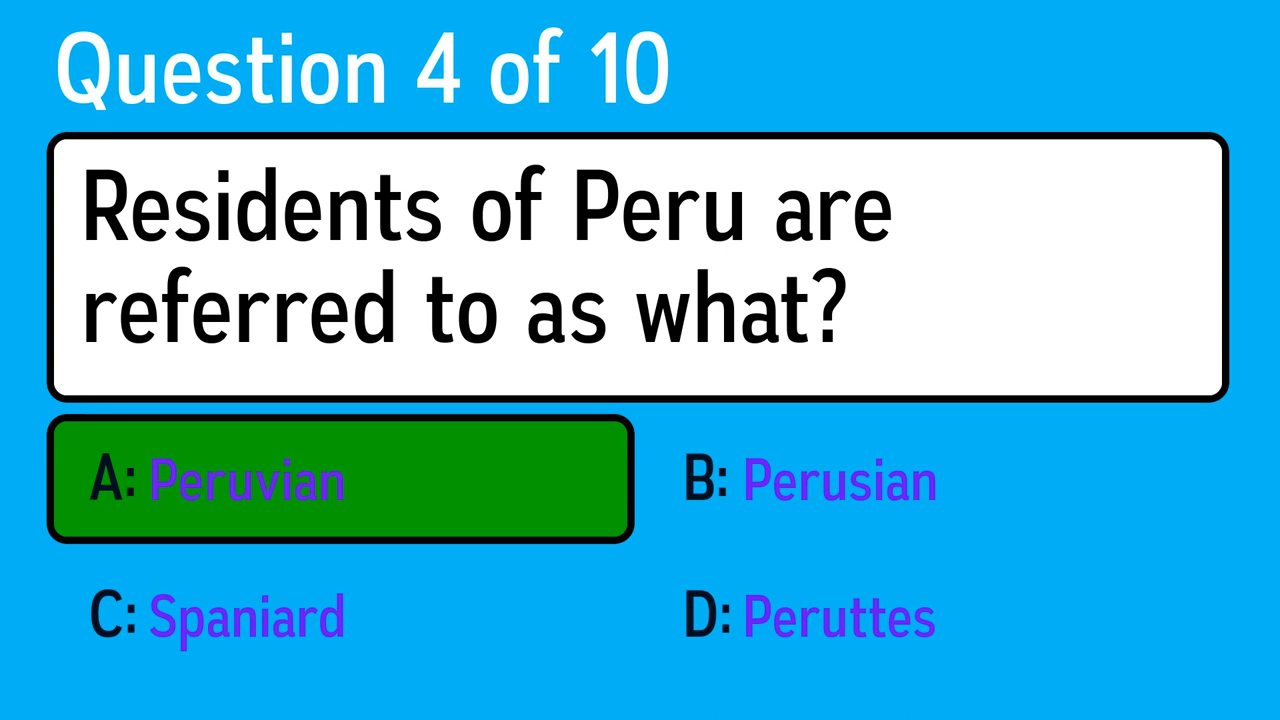 Question 4 of 10
Residents of Peru are
referred to as what?
A: Peruvian
B: Perusian
C: Spaniard
D: Peruttes